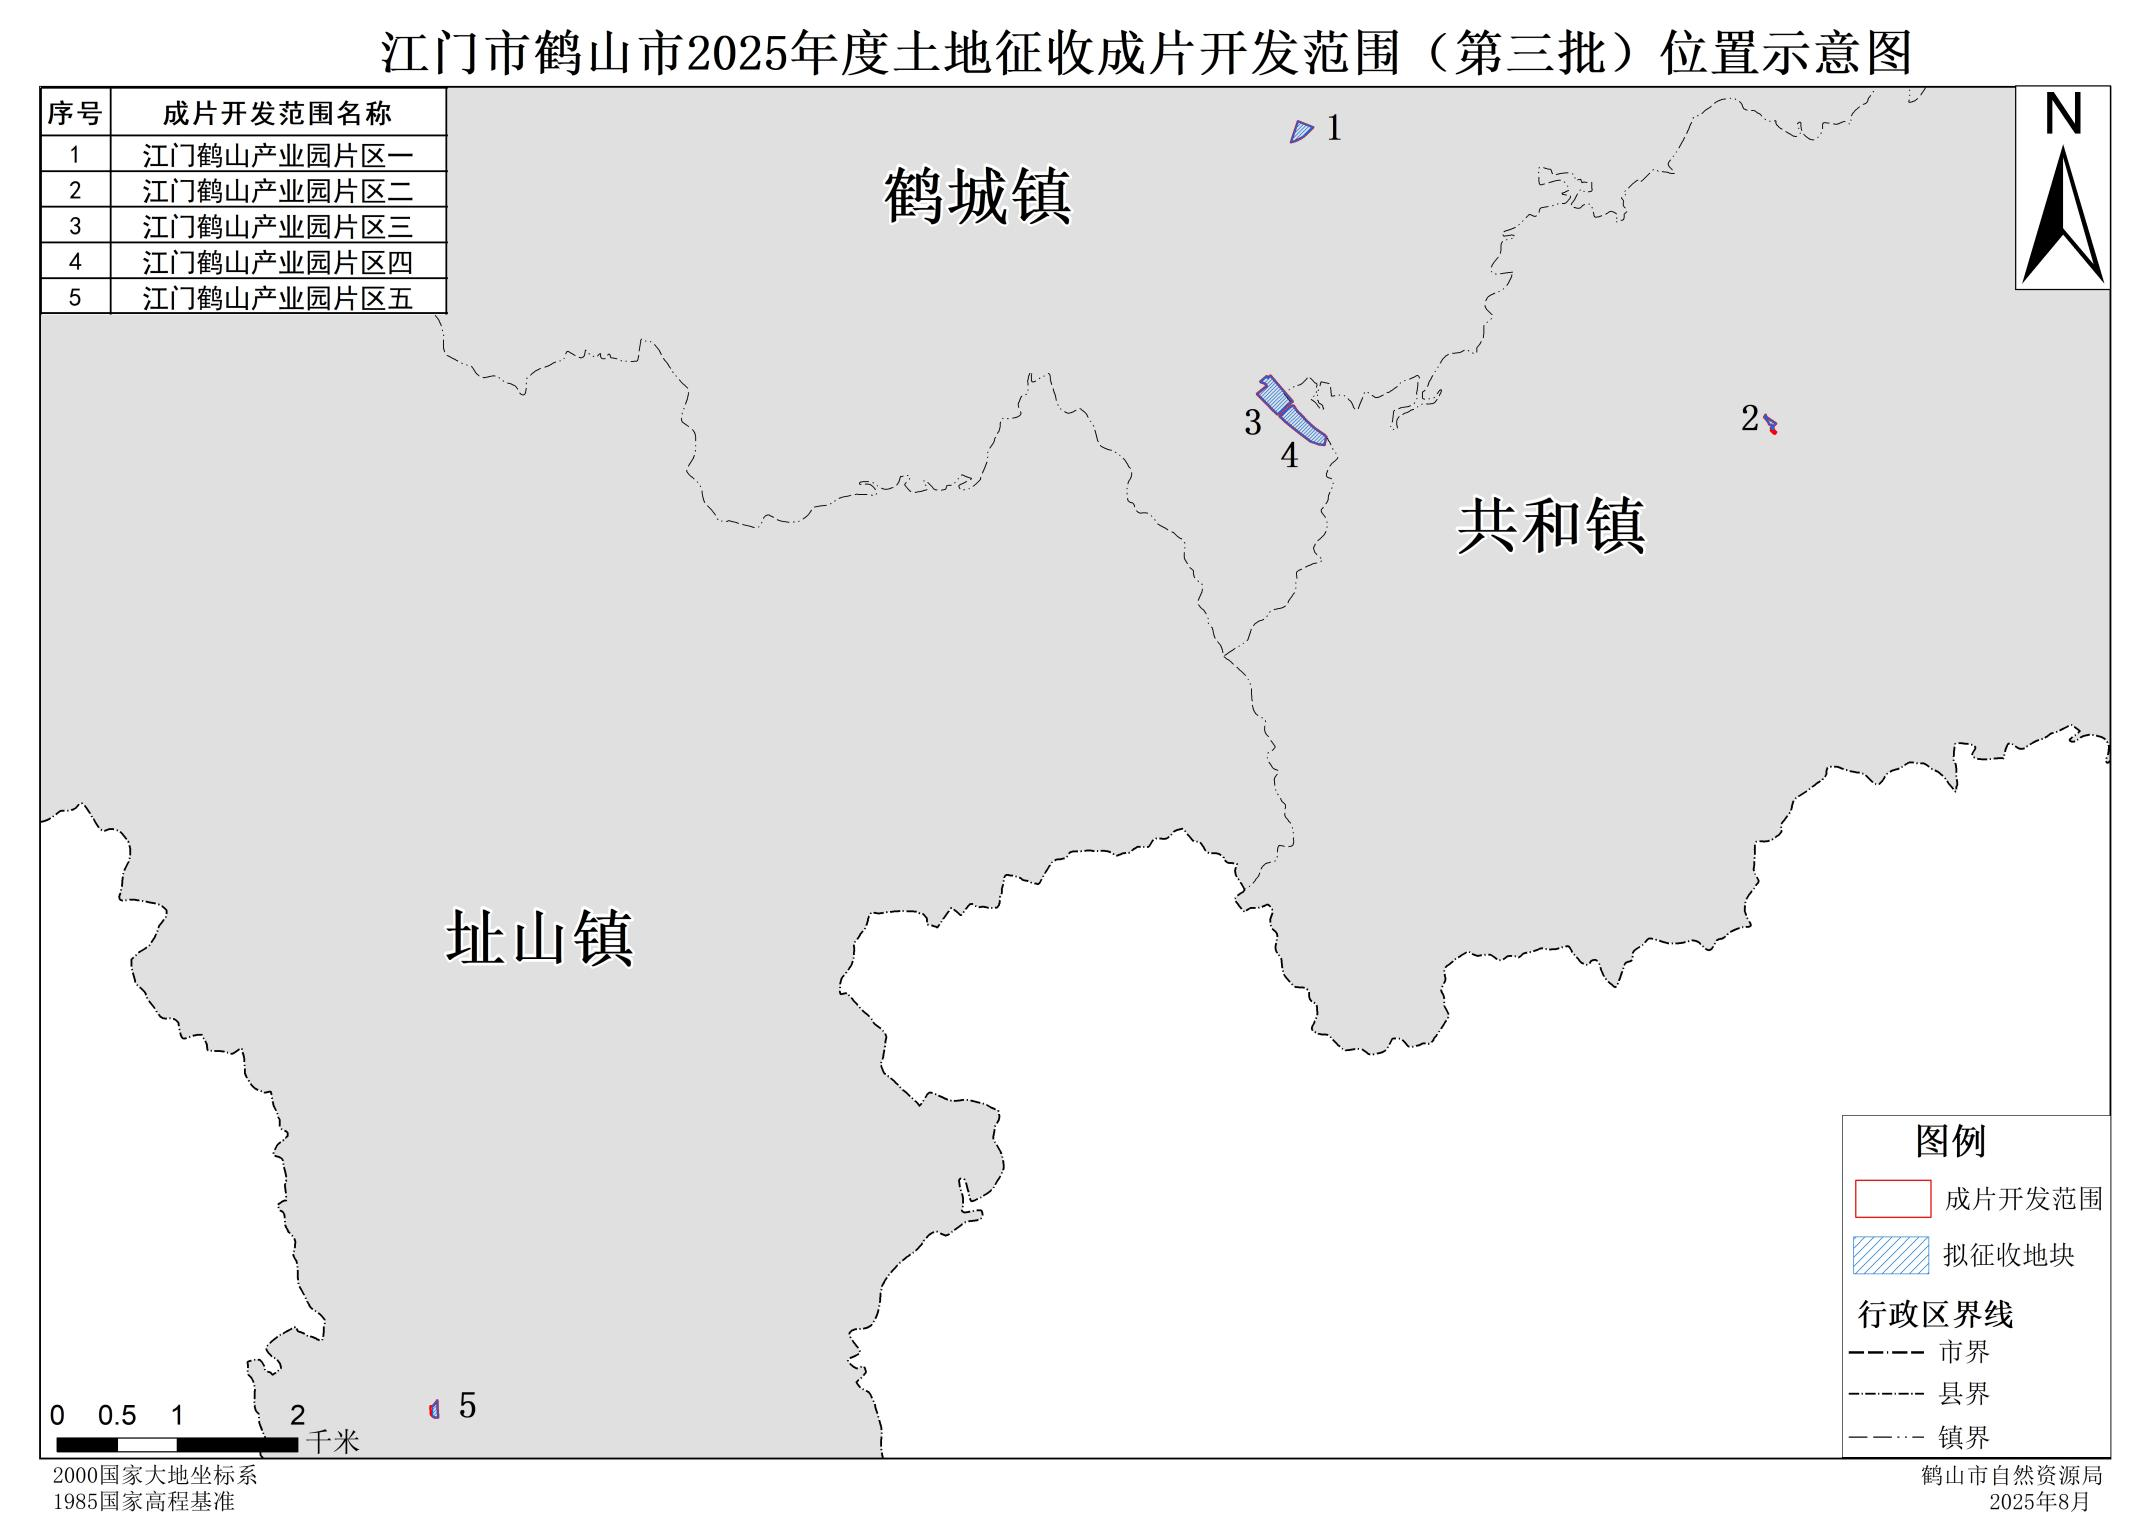 江门市鹤山市2025年度土地征收成片开发范围（第三批）位置示意图
序号 成片开发范围名称
1 江门鹤山产业园片区一
2 江门鹤山产业园片区二
3 江门鹤山产业园片区三
4 江门鹤山产业园片区四
5 江门鹤山产业园片区五
N
1
鹤城镇
3
4
2
共和镇
址山镇
5
图例
成片开发范围
拟征收地块
行政区界线
市界
县界
镇界
0 0.5 1 2
千米
2000国家大地坐标系
1985国家高程基准
鹤山市自然资源局
2025年8月